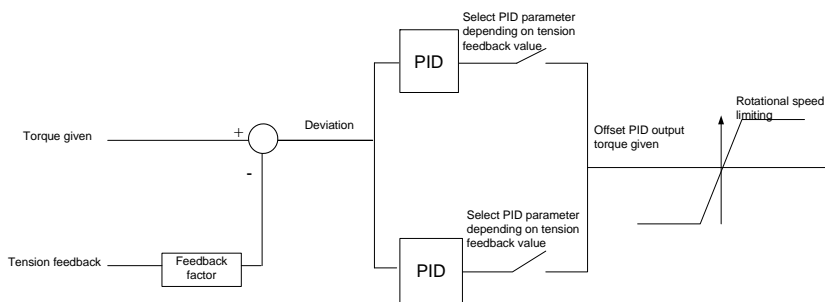 Select PID parameter
depending on tension
feedback value
PID
Rotational speed
limiting
Torque given
+
Deviation
Offset PID output
torque given
-
Select PID parameter
depending on tension
feedback value
Tension feedback
Feedback
factor
PID